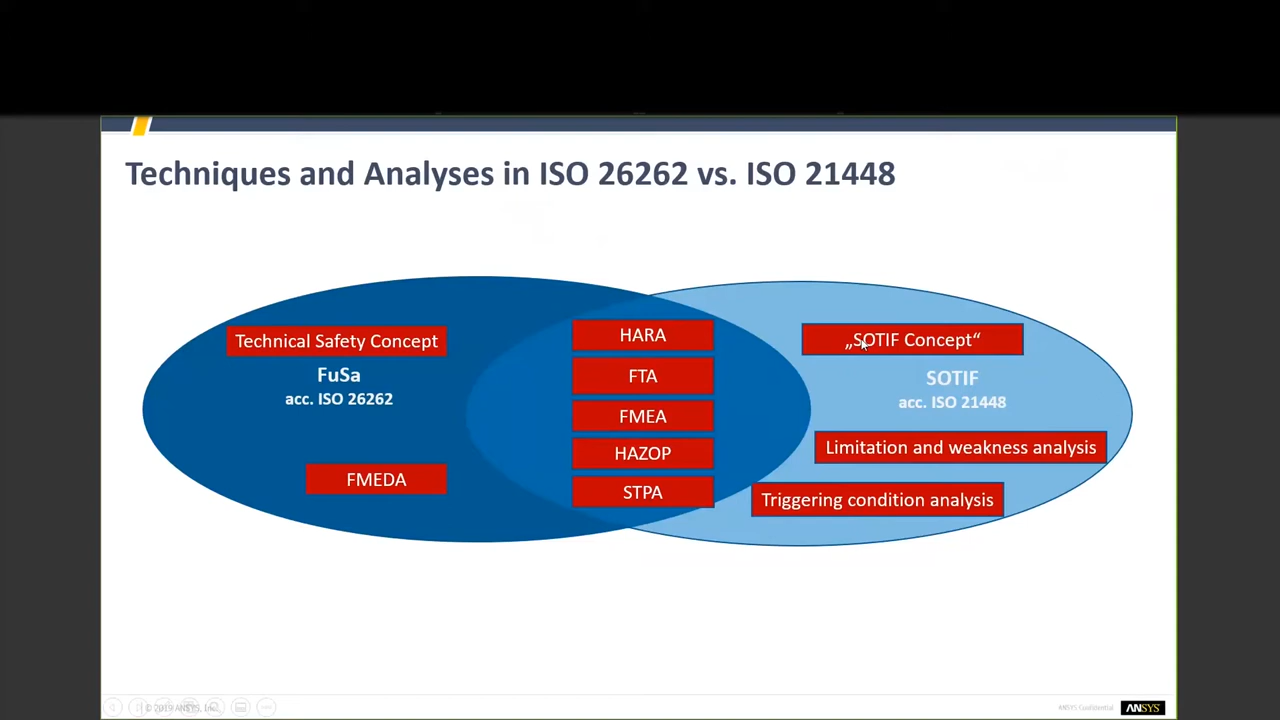 Techniques and Analyses in ISO 26262 vs. ISO 21448
Technical Safety Concept
FuSa
acc. ISO 26262
FMEDA
HARA
FTA
FMEA
HAZOP
STPA
„SOTIF Concept“
SOTIF
acc. ISO 21448
Limitation and weakness analysis
Triggering condition analysis
© 2019 ANSYS, Inc.
ANSYS Confidential
ANSYS